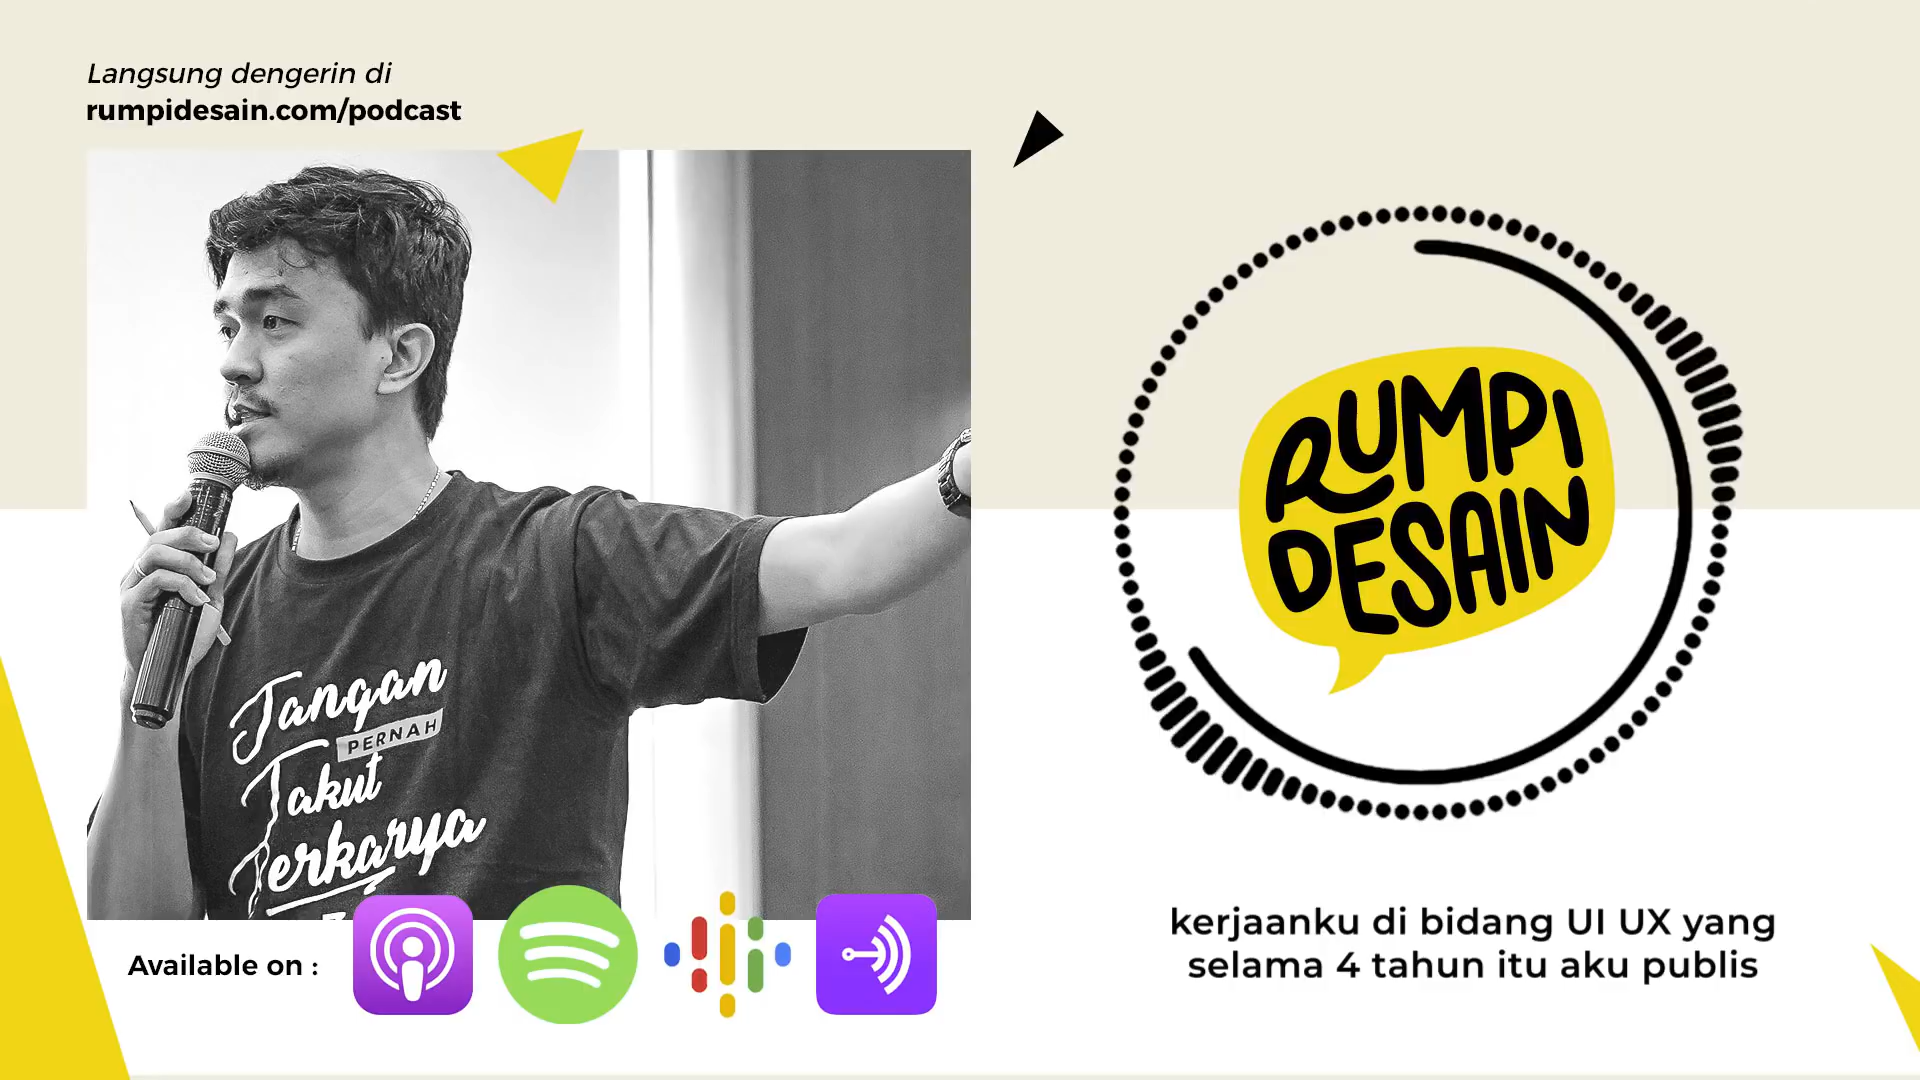 Langsung dengerin di
rumpidesain.com/podcast
Jangan
PERNAH
Takut
Berkarya
RUMPI
DESAIN
Available on :
kerjaanku di bidang UI UX yang
selama 4 tahun itu aku publis